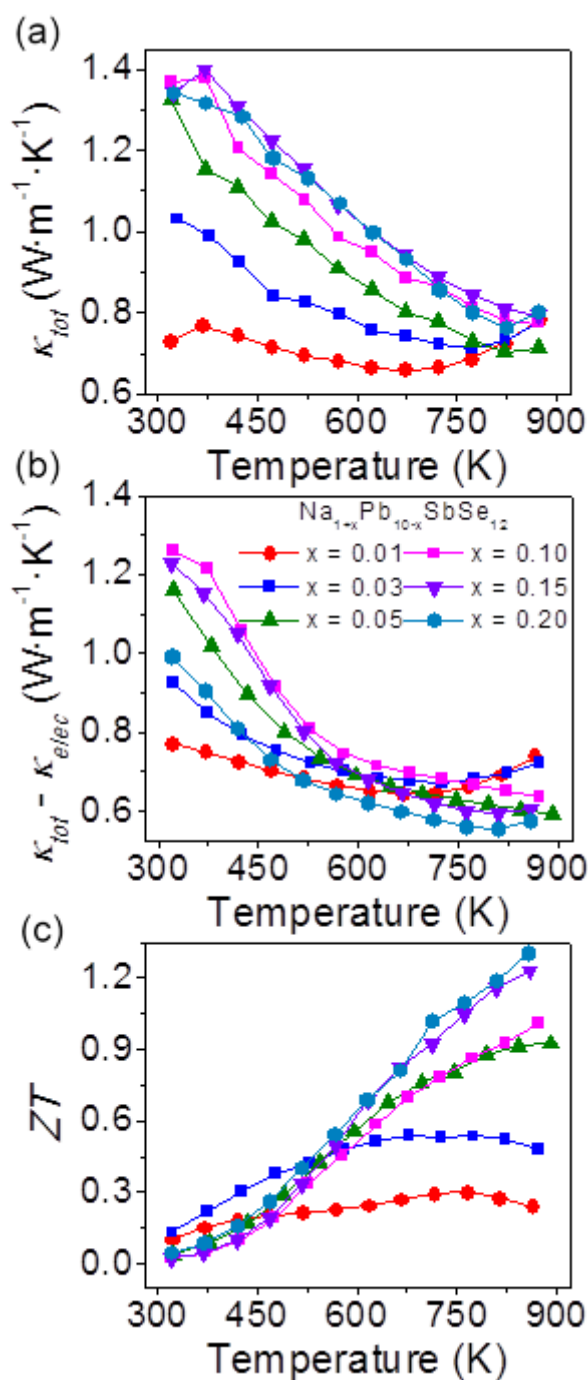 (a)
1.4
1.2
1.0
0.8
0.6
κtot (W·m⁻¹·K⁻¹)
300 450 600 750 900
Temperature (K)
(b)
1.4
1.2
1.0
0.8
0.6
κtot - κelec (W·m⁻¹·K⁻¹)
Na₁₊ₓPb₁₀₋ₓSbSe₁₂
χ = 0.01 χ = 0.10
χ = 0.03 χ = 0.15
χ = 0.05 χ = 0.20
300 450 600 750 900
Temperature (K)
(c)
1.2
0.9
0.6
0.3
0.0
ZT
300 450 600 750 900
Temperature (K)